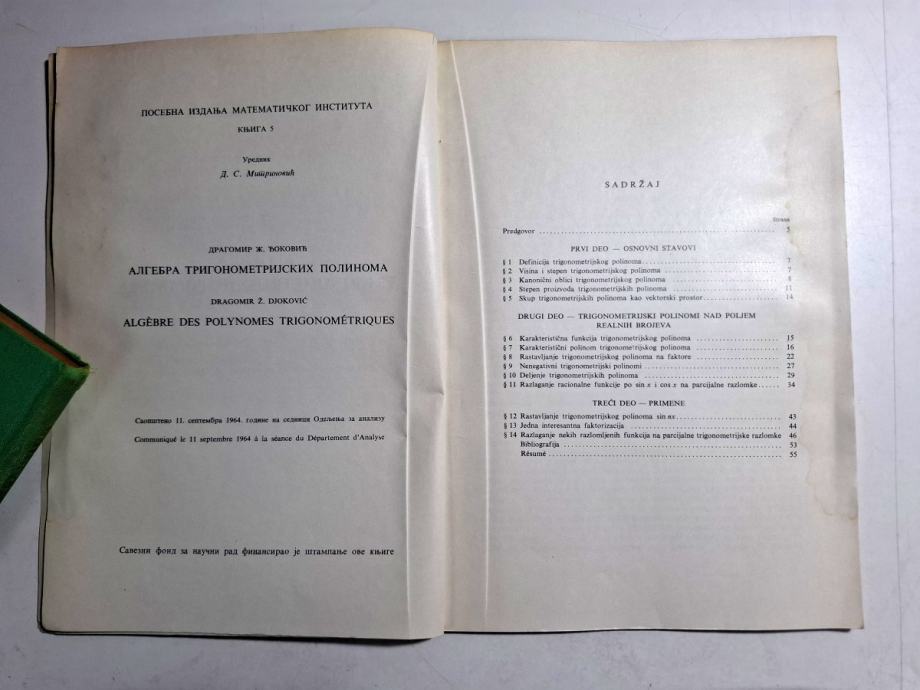 ПОСЕБНА ИЗДАЊА МАТЕМАТИЧКОГ ИНСТИТУТА
КЊИГА 5
Уредник
Д. С. Митриновић
ДРАГОМИР Ж. ЂОКОВИЋ
АЛГЕБРА ТРИГОНОМЕТРИЈСКИХ ПОЛИНОМА
DRAGOMIR Ž. DJOKOVIĆ
ALGÈBRE DES POLYNOMES TRIGONOMÉTRIQUES
Саопштено 11. септембра 1964. године на седници Одељења за анализу
Communiqué le 11 septembre 1964 à la séance du Département d'Analyse
Савезни фонд за научни рад финансирао је штампање ове књиге
SADRŽAJ
Strana
Predgovor 5
PRVI DEO — OSNOVNI STAVOVI
§ 1 Definicija trigonometrijskog polinoma 7
§ 2 Visina i stepen trigonometrijskog polinoma 7
§ 3 Kanonični oblici trigonometrijskog polinoma 8
§ 4 Stepen proizvoda trigonometrijskih polinoma 11
§ 5 Skup trigonometrijskih polinoma kao vektorski prostor 14
DRUGI DEO — TRIGONOMETRIJSKI POLINOMI NAD POLJEM
REALNIH BROJEVA
§ 6 Karakteristična funkcija trigonometrijskog polinoma 15
§ 7 Karakteristični polinom trigonometrijskog polinoma 16
§ 8 Rastavljanje trigonometrijskog polinoma na faktore 22
§ 9 Nenegativni trigonometrijski polinomi 27
§ 10 Deljenje trigonometrijskih polinoma 29
§ 11 Razlaganje racionalne funkcije po sin x i cos x na parcijalne razlomke 34
TREĆI DEO — PRIMENE
§ 12 Rastavljanje trigonometrijskog polinoma sin nx 43
§ 13 Jedna interesantna faktorizacija 44
§ 14 Razlaganje nekih razlomljenih funkcija na parcijalne trigonometrijske razlomke 46
Bibliografija 53
Résumé 55